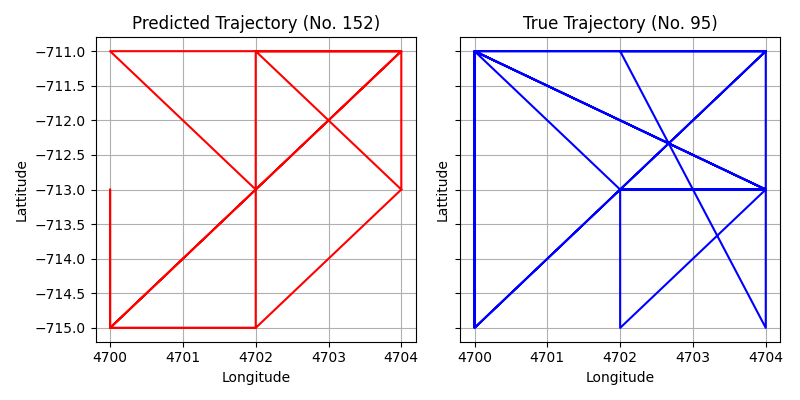 Predicted Trajectory (No. 152)
True Trajectory (No. 95)
−711.0
−711.5
−712.0
−712.5
−713.0
−713.5
−714.0
−714.5
−715.0
Lattitude
Lattitude
4700 4701 4702 4703 4704
4700 4701 4702 4703 4704
Longitude
Longitude